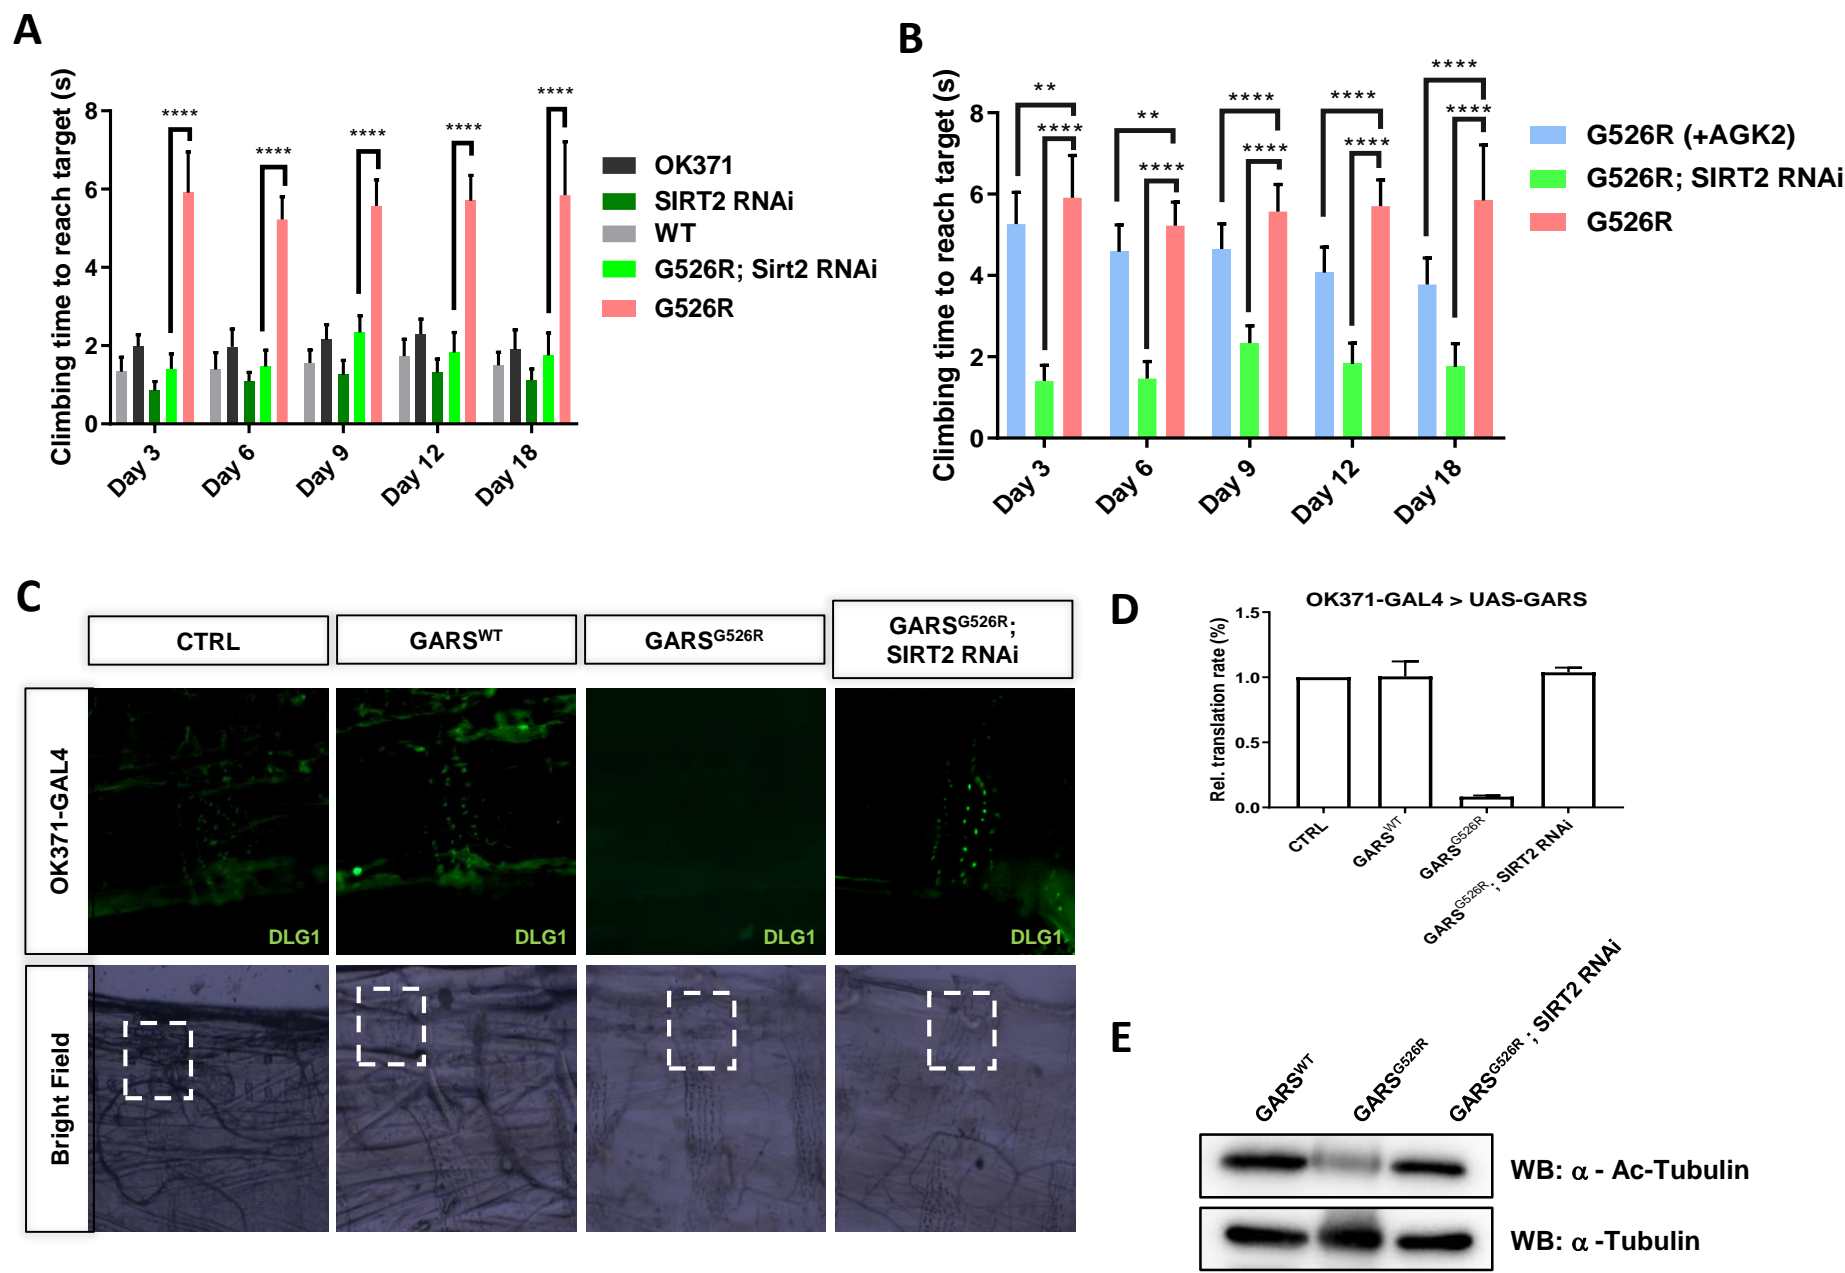 A
Climbing time to reach target (s)
8
6
4
2
0
****
****
****
****
****
Day 3
Day 6
Day 9
Day 12
Day 18
OK371
SIRT2 RNAi
WT
G526R; Sirt2 RNAi
G526R
B
Climbing time to reach target (s)
8
6
4
2
0
**
****
**
****
****
****
****
****
****
****
Day 3
Day 6
Day 9
Day 12
Day 18
G526R (+AGK2)
G526R; SIRT2 RNAi
G526R
C
CTRL
GARSWT
GARSG526R
GARSG526R;
SIRT2 RNAi
OK371-GAL4
DLG1
DLG1
DLG1
DLG1
Bright Field
D
OK371-GAL4 > UAS-GARS
Rel. translation rate (%)
1.5
1.0
0.5
0.0
CTRL
GARSWT
GARSG526R
GARSG526R; SIRT2 RNAi
E
GARSWT
GARSG526R
GARSG526R; SIRT2 RNAi
WB: α - Ac-Tubulin
WB: α -Tubulin